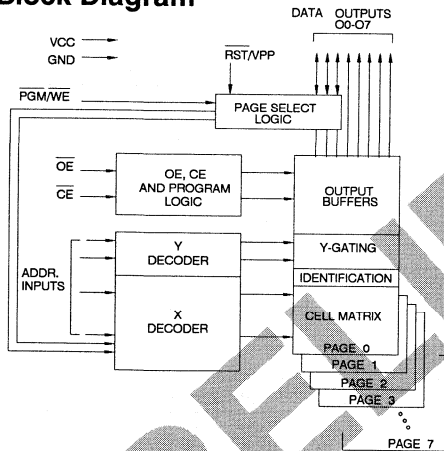 Block Diagram
DATA OUTPUTS
O0-O7
VCC
GND
RST/VPP
PGM/WE
PAGE SELECT
LOGIC
OE
CE
OE, CE
AND PROGRAM
LOGIC
OUTPUT
BUFFERS
Y
DECODER
Y-GATING
ADDR.
INPUTS
IDENTIFICATION
X
DECODER
CELL MATRIX
PAGE 0
PAGE 1
PAGE 2
PAGE 3
PAGE 7